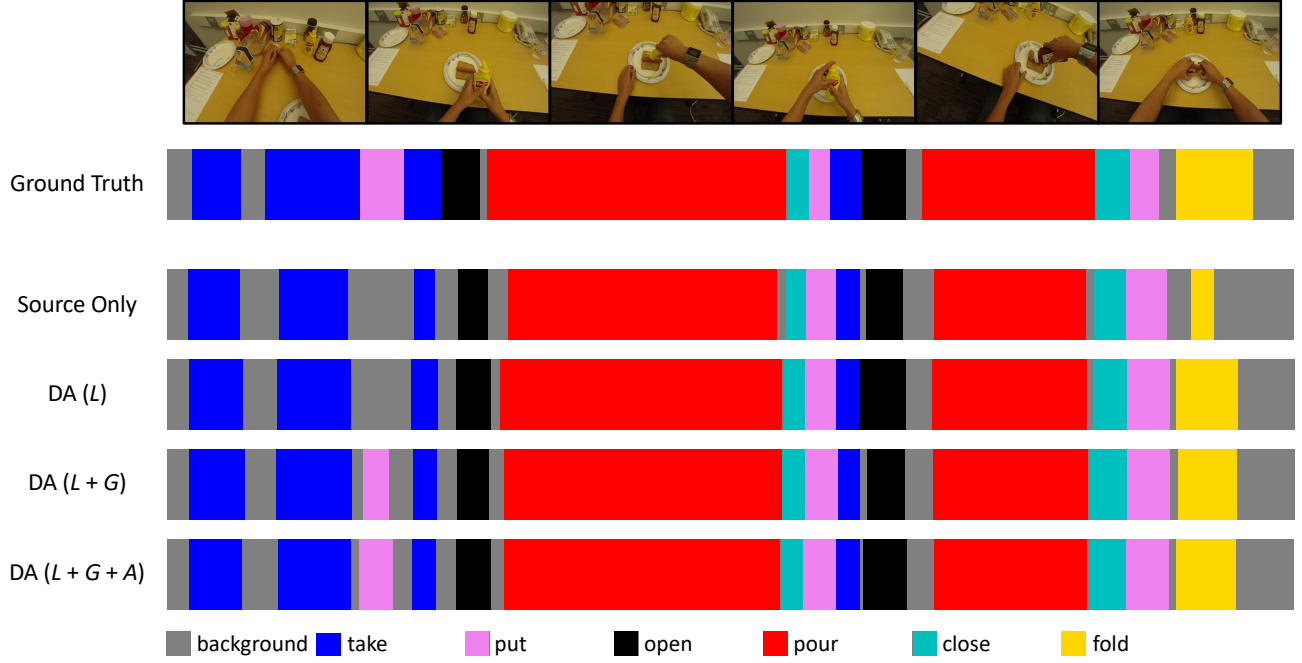 Ground Truth
Source Only
DA (L)
DA (L + G)
DA (L + G + A)
background take put open pour close fold